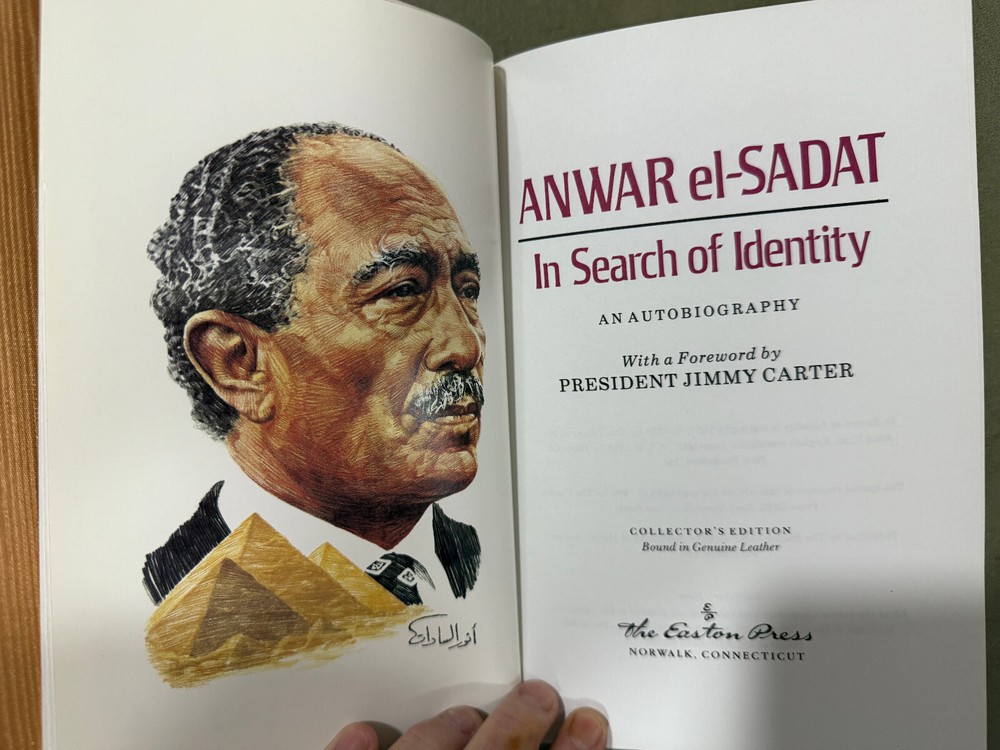 أنور السادات
ANWAR el-SADAT
In Search of Identity
AN AUTOBIOGRAPHY
With a Foreword by
PRESIDENT JIMMY CARTER
COLLECTOR'S EDITION
Bound in Genuine Leather
The Easton Press
NORWALK, CONNECTICUT